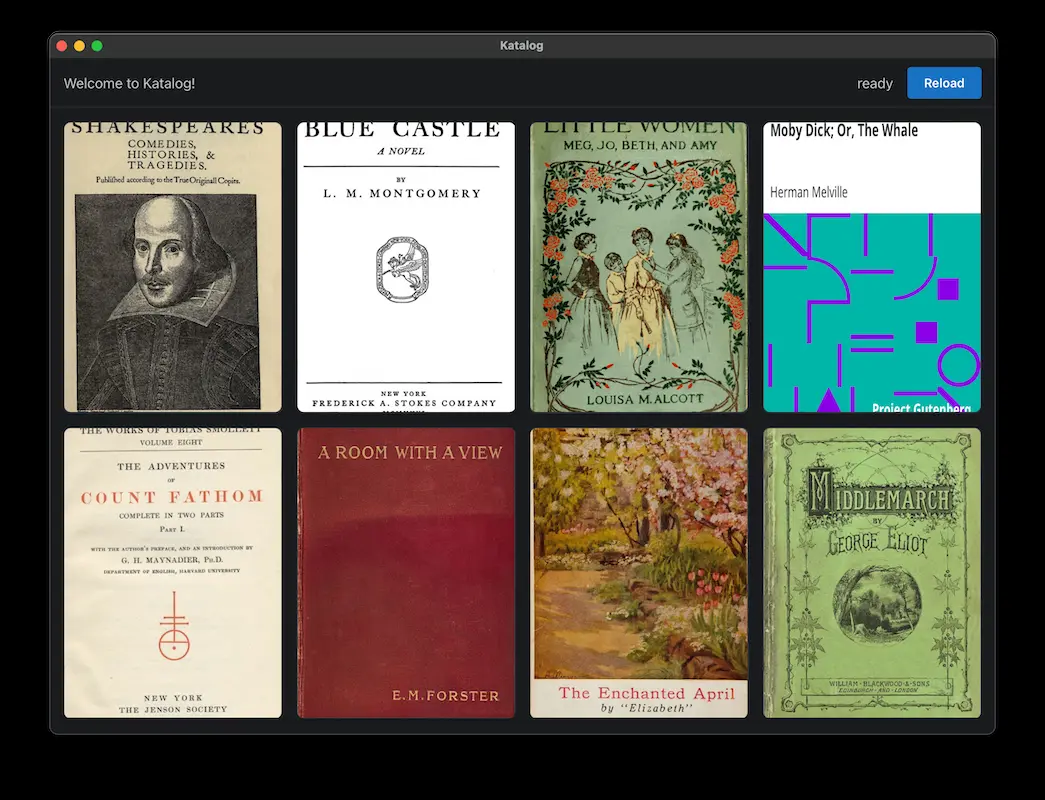 Katalog
Welcome to Katalog!
ready
Reload
SHAKESPEARES
COMEDIES,
HISTORIES, &
TRAGEDIES.
Published according to the True Originall Copies.
BLUE CASTLE
A NOVEL
BY
L. M. MONTGOMERY
NEW YORK
FREDERICK A. STOKES COMPANY
LITTLE WOMEN
MEG, JO, BETH, AND AMY
LOUISA M. ALCOTT
Moby Dick; Or, The Whale
Herman Melville
Project Gutenberg
THE WORKS OF TOBIAS SMOLLETT
VOLUME EIGHT
THE ADVENTURES
OF
COUNT FATHOM
COMPLETE IN TWO PARTS
PART I.
WITH THE AUTHOR'S PREFACE, AND AN INTRODUCTION BY
G. H. MAYNADIER, PH.D.
DEPARTMENT OF ENGLISH, HARVARD UNIVERSITY
NEW YORK
THE JENSON SOCIETY
A ROOM WITH A VIEW
E.M.FORSTER
The Enchanted April
by "Elizabeth"
MIDDLEMARCH
BY
GEORGE ELIOT
WILLIAM·BLACKWOOD·&·SONS
EDINBURGH·AND·LONDON